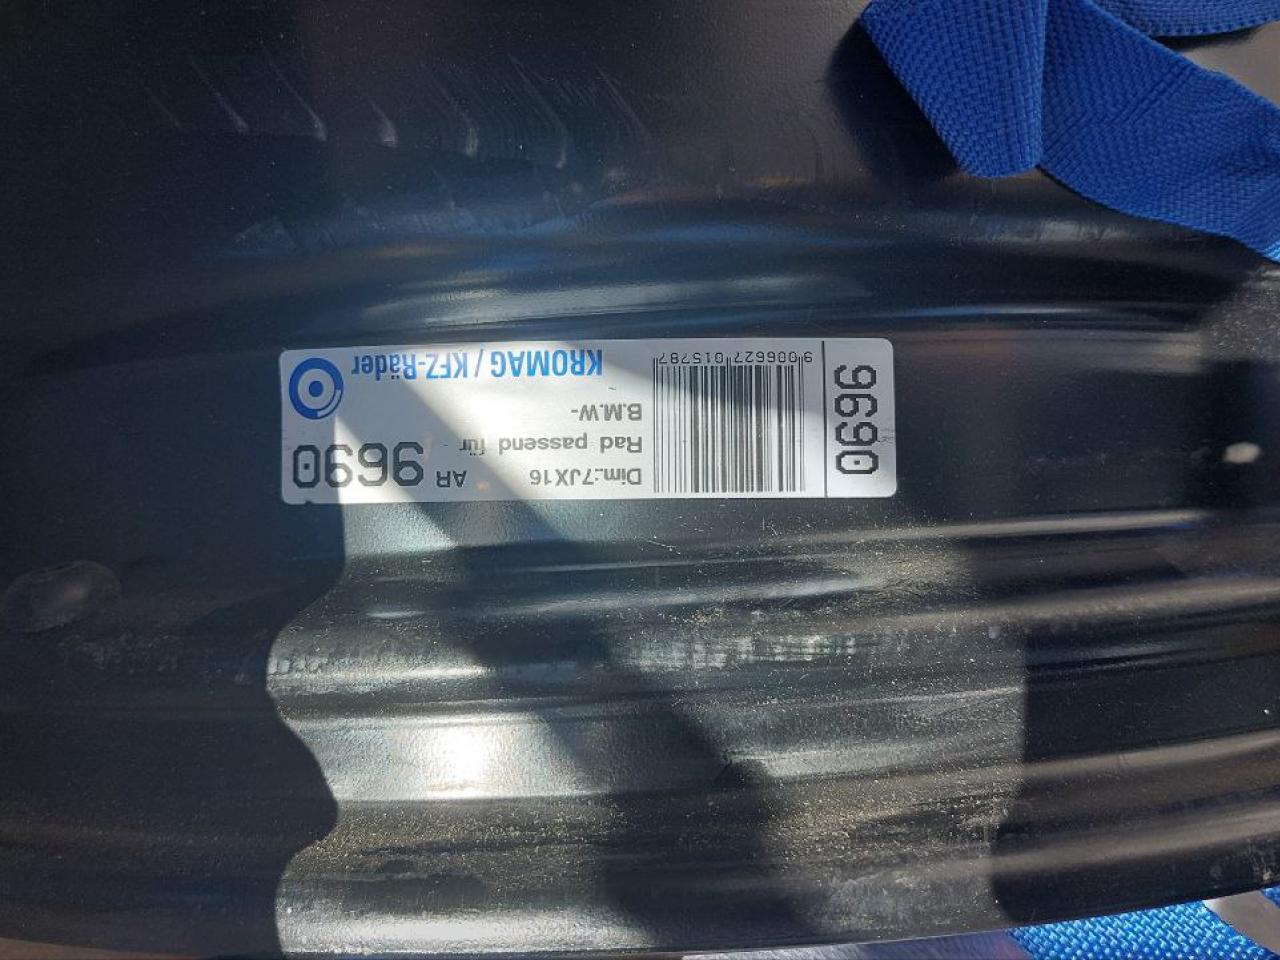 9690
9 006627 015787
Dim.:7JX16
Rad passend für
B.M.W-
AR 9690
KROMAG / KFZ-Räder